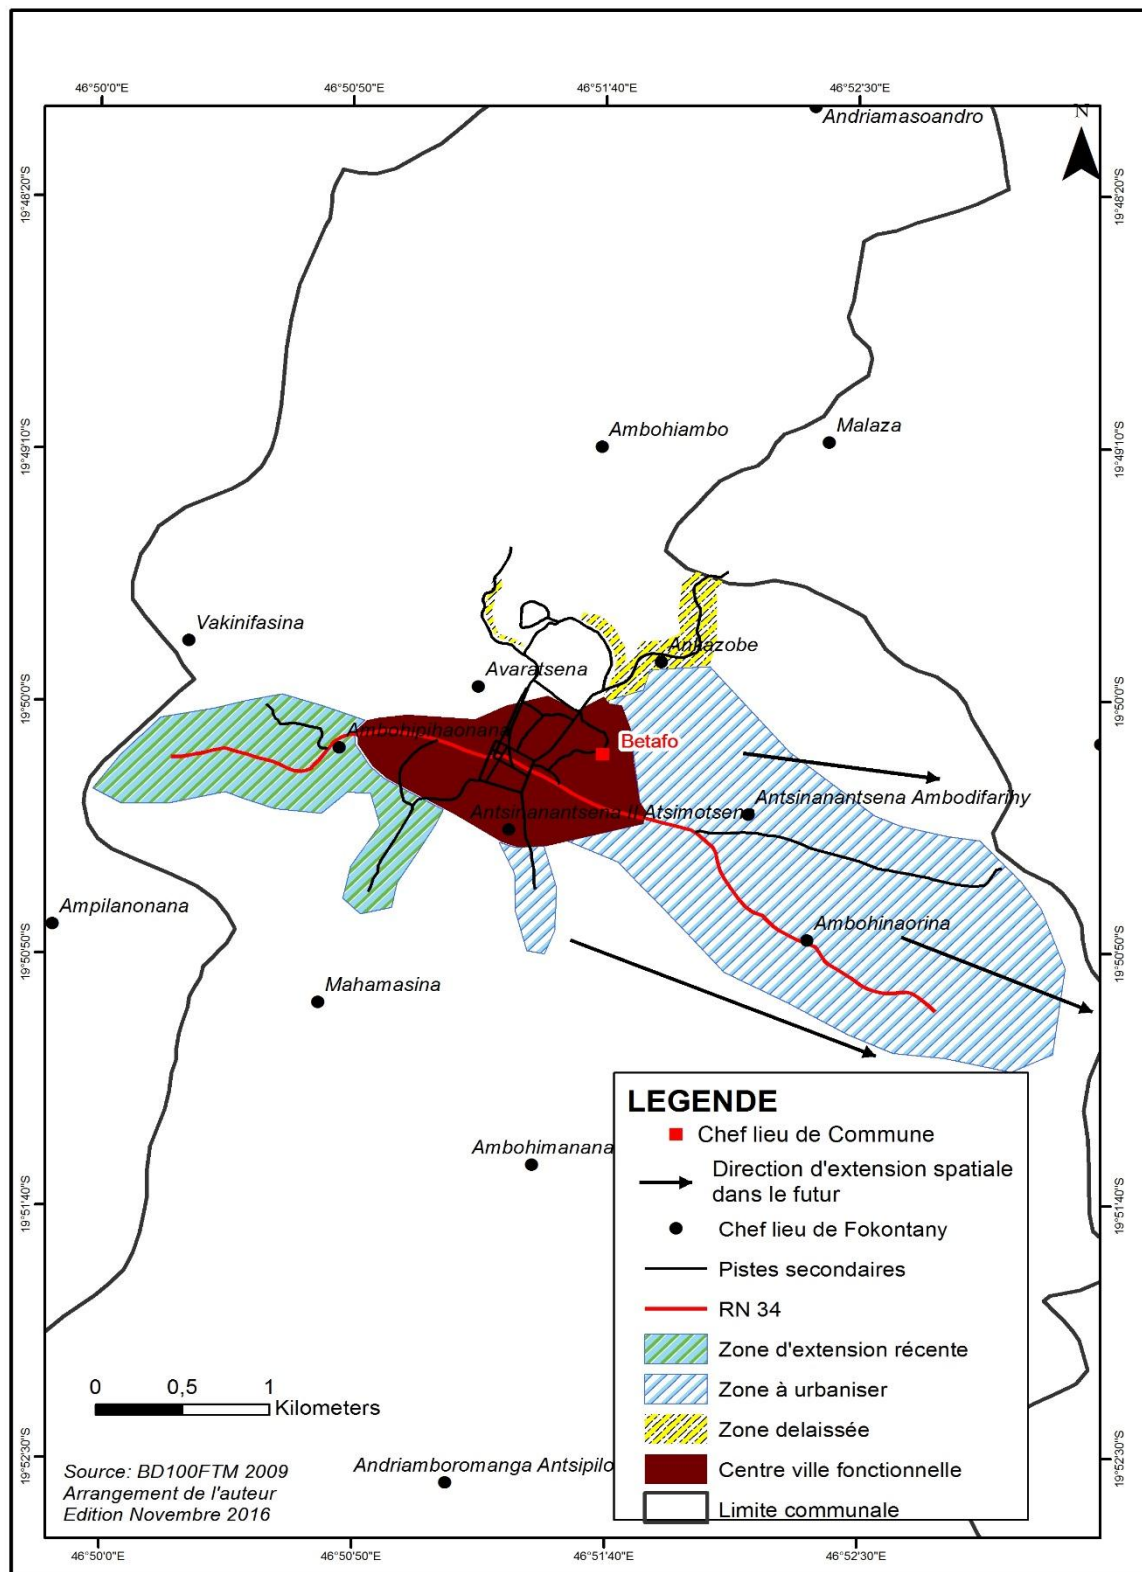 46°50'0"E
46°50'50"E
46°51'40"E
46°52'30"E
N
Andriamasoandro
19°48'20"S
19°48'20"S
Ambohiambo
Malaza
19°49'10"S
19°49'10"S
Vakinifasina
Ankazobe
Avaratsena
19°50'0"S
19°50'0"S
Ambohipihaonana
Betafo
Antsinanantsena Ambodifarihy
Antsinanantsena II Atsimotsena
Ampilanonana
Ambohinaorina
19°50'50"S
19°50'50"S
Mahamasina
LEGENDE
Chef lieu de Commune
Direction d'extension spatiale
dans le futur
Chef lieu de Fokontany
Pistes secondaires
RN 34
Zone d'extension récente
Zone à urbaniser
Zone delaissée
Centre ville fonctionnelle
Limite communale
Ambohimanana
19°51'40"S
19°51'40"S
0 0,5 1
Kilometers
19°52'30"S
19°52'30"S
Andriamboromanga Antsipilo
Source: BD100FTM 2009
Arrangement de l'auteur
Edition Novembre 2016
46°50'0"E
46°50'50"E
46°51'40"E
46°52'30"E